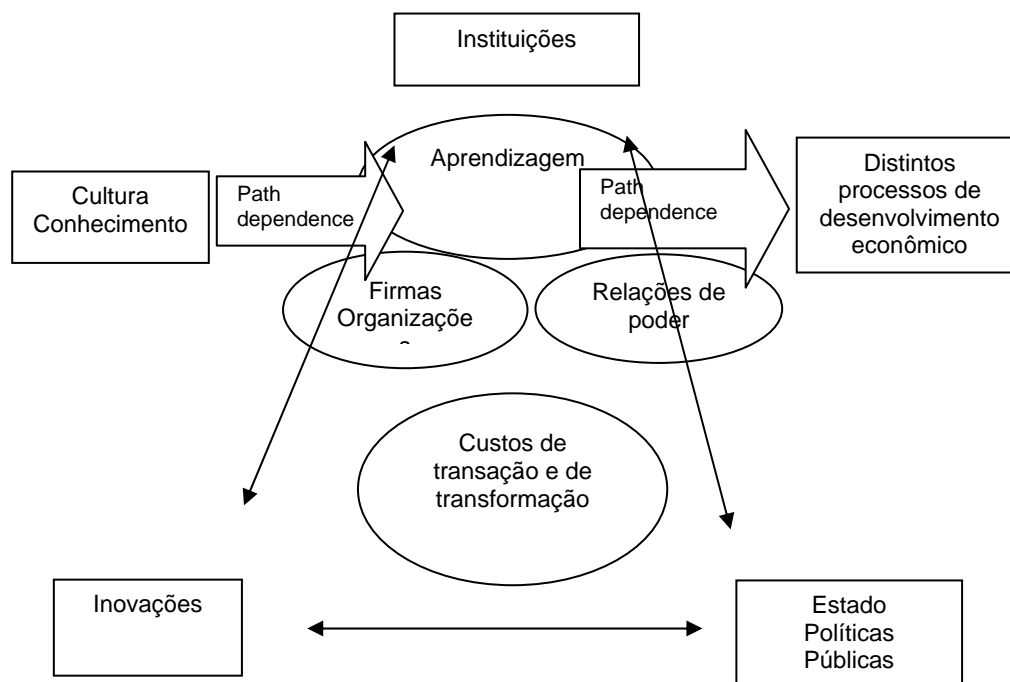 Instituições
Aprendizagem
Cultura
Conhecimento
Path
dependence
Path
dependence
Distintos
processos de
desenvolvimento
econômico
Firmas
Organizaçõe
Relações de
poder
Custos de
transação e de
transformação
Inovações
Estado
Políticas
Públicas